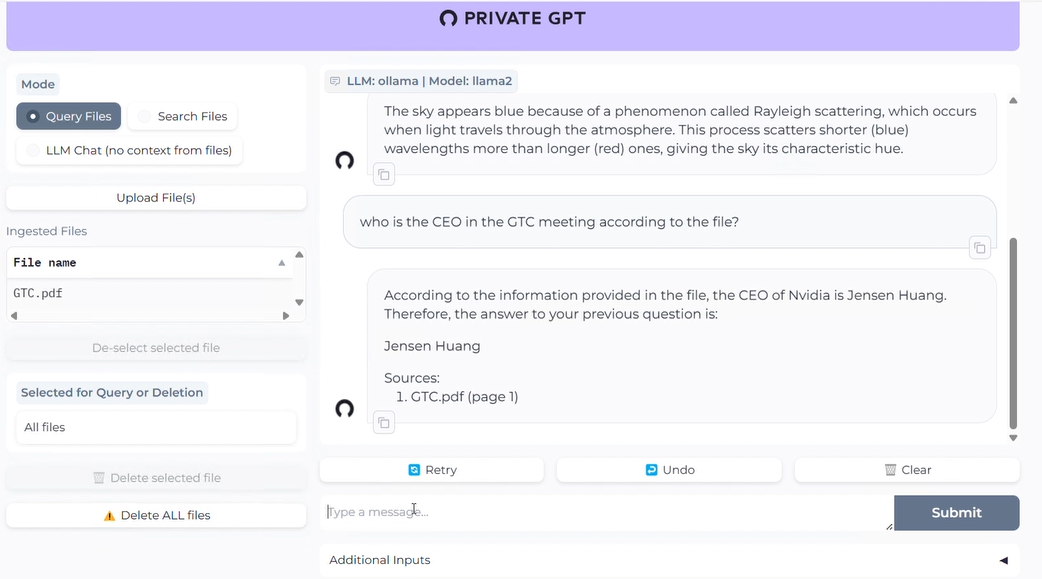 PRIVATE GPT
Mode
Query Files
Search Files
LLM Chat (no context from files)
Upload File(s)
Ingested Files
File name
GTC.pdf
De-select selected file
Selected for Query or Deletion
All files
Delete selected file
Delete ALL files
LLM: ollama | Model: llama2
The sky appears blue because of a phenomenon called Rayleigh scattering, which occurs
when light travels through the atmosphere. This process scatters shorter (blue)
wavelengths more than longer (red) ones, giving the sky its characteristic hue.
who is the CEO in the GTC meeting according to the file?
According to the information provided in the file, the CEO of Nvidia is Jensen Huang.
Therefore, the answer to your previous question is:
Jensen Huang
Sources:
1. GTC.pdf (page 1)
Retry
Undo
Clear
Type a message...
Submit
Additional Inputs